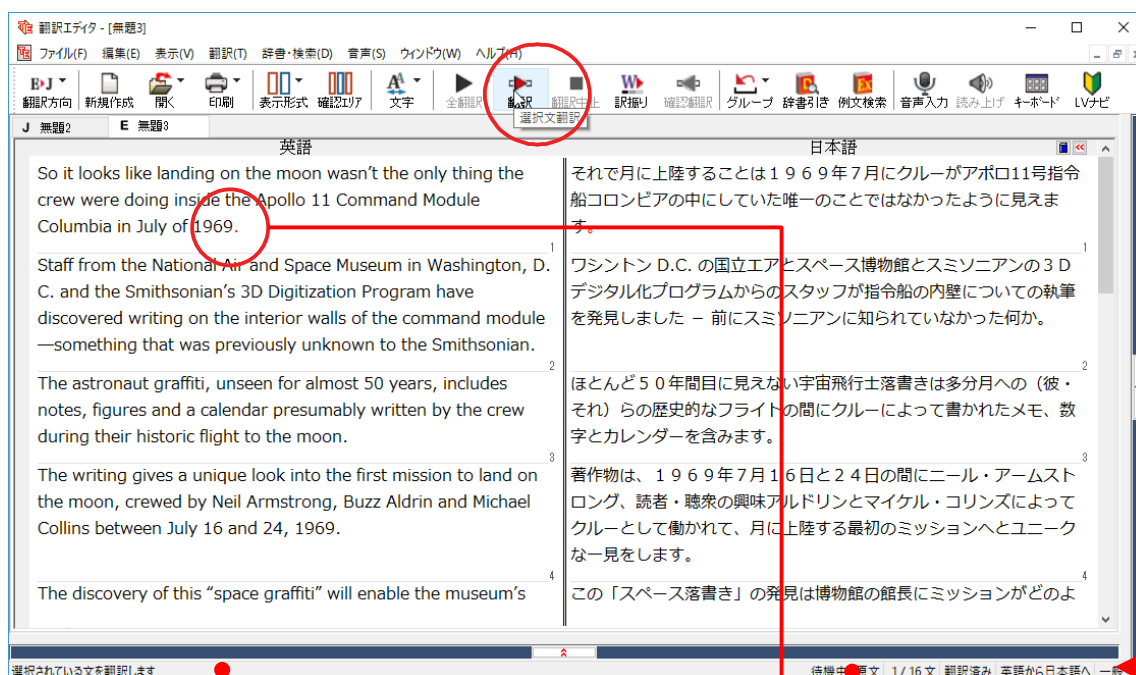 翻訳エディタ - [無題3]
ファイル(F) 編集(E) 表示(V) 翻訳(T) 辞書・検索(D) 音声(S) ウィンドウ(W) ヘルプ(H)
翻訳方向 新規作成 開く 印刷 表示形式 確認エリア 文字 全翻訳 翻訳 翻訳中止 訳振り 確認翻訳 グループ 辞書引き 例文検索 音声入力 読み上げ キーボード LVナビ
選択文翻訳
J 無題2 E 無題3
英語 日本語
So it looks like landing on the moon wasn't the only thing the
crew were doing inside the Apollo 11 Command Module
Columbia in July of 1969.
1
Staff from the National Air and Space Museum in Washington, D.
C. and the Smithsonian's 3D Digitization Program have
discovered writing on the interior walls of the command module
—something that was previously unknown to the Smithsonian.
2
The astronaut graffiti, unseen for almost 50 years, includes
notes, figures and a calendar presumably written by the crew
during their historic flight to the moon.
3
The writing gives a unique look into the first mission to land on
the moon, crewed by Neil Armstrong, Buzz Aldrin and Michael
Collins between July 16 and 24, 1969.
4
The discovery of this “space graffiti” will enable the museum's
それで月に上陸することは１９６９年７月にクルーがアポロ11号指令
船コロンビアの中にしていた唯一のことではなかったように見えま
す。
1
ワシントン D.C. の国立エアとスペース博物館とスミソニアンの３Ｄ
デジタル化プログラムからのスタッフが指令船の内壁についての執筆
を発見しました － 前にスミソニアンに知られていなかった何か。
2
ほとんど５０年間目に見えない宇宙飛行士落書きは多分月への（彼・
それ）らの歴史的なフライトの間にクルーによって書かれたメモ、数
字とカレンダーを含みます。
3
著作物は、１９６９年７月１６日と２４日の間にニール・アームスト
ロング、読者・聴衆の興味アルドリンとマイケル・コリンズによって
クルーとして働かれて、月に上陸する最初のミッションへとユニーク
な一見をします。
4
この「スペース落書き」の発見は博物館の館長にミッションがどのよ
選択されている文を翻訳します 待機中 原文 1 / 16 文 翻訳済み 英語から日本語へ 一般